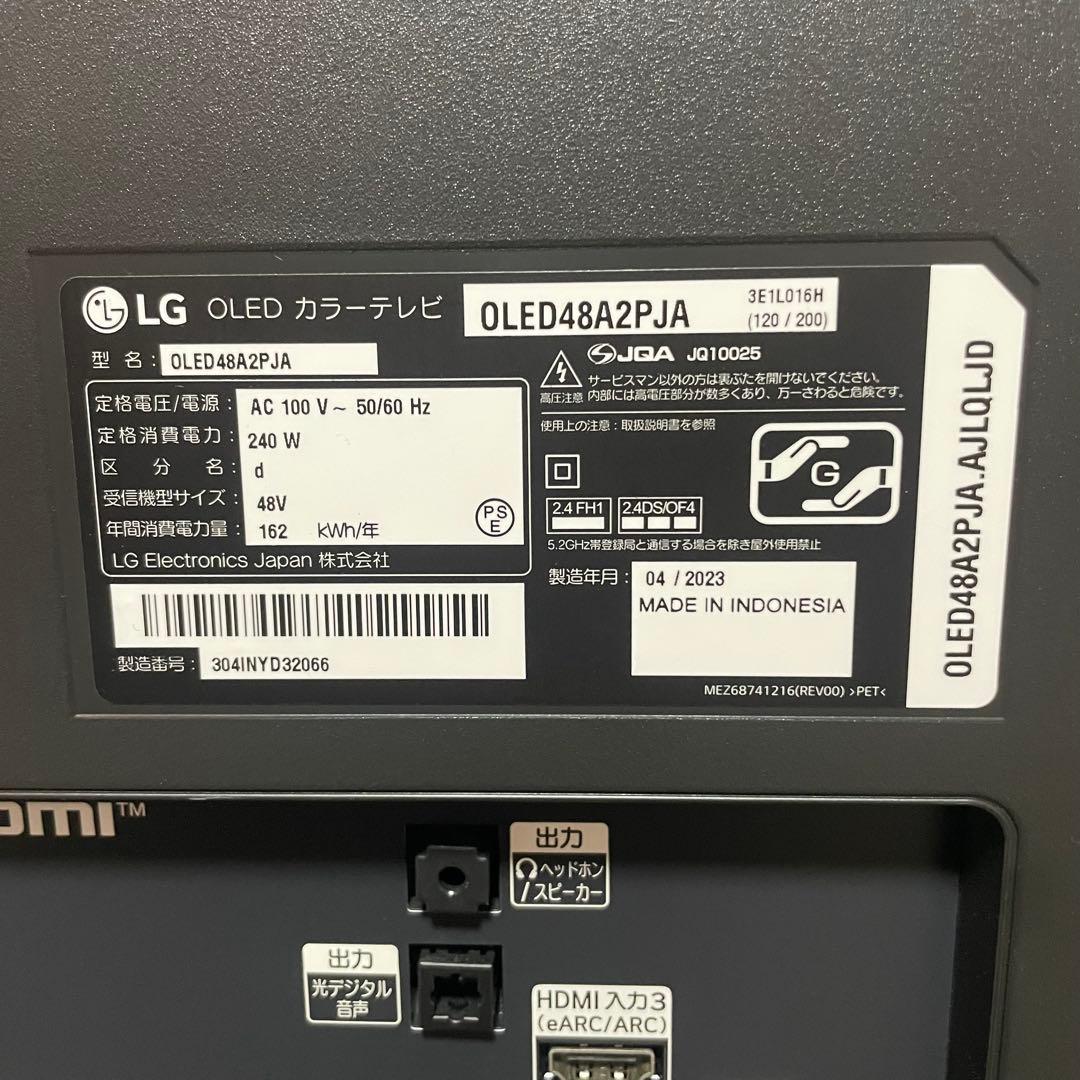 LG OLED カラーテレビ OLED48A2PJA 3E1L016H
(120 / 200)
型 名 : OLED48A2PJA
定格電圧/電源 : AC 100 V ~ 50/60 Hz
定格消費電力 : 240 W
区 分 名 : d
受信機型サイズ : 48V
年間消費電力量 : 162 kWh/年
PS
E
LG Electronics Japan 株式会社
製造番号 : 304INYD32066
JQA JQ10025
サービスマン以外の方は裏ぶたを開けないでください。
高圧注意 内部には高電圧部分が数多くあり、万一さわると危険です。
使用上の注意 : 取扱説明書を参照
G
2.4 FH1 2.4DS/OF4
5.2GHz帯登録局と通信する場合を除き屋外使用禁止
製造年月 : 04 / 2023
MADE IN INDONESIA
MEZ68741216(REV00) >PET<
OLED48A2PJA.AJLQLJD
TM
出力
ヘッドホン
/スピーカー
出力
光デジタル
音声
HDMI 入力 3
(eARC/ARC)